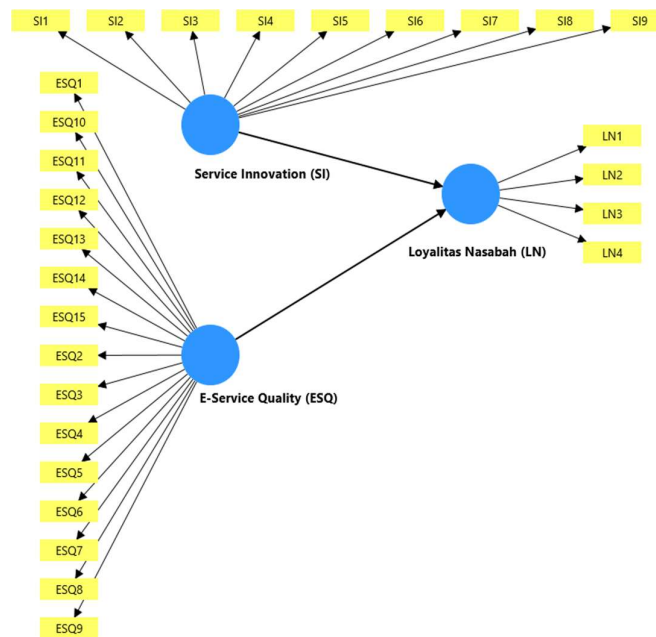 SI1
SI2
SI3
SI4
SI5
SI6
SI7
SI8
SI9
ESQ1
ESQ10
ESQ11
ESQ12
ESQ13
ESQ14
ESQ15
ESQ2
ESQ3
ESQ4
ESQ5
ESQ6
ESQ7
ESQ8
ESQ9
Service Innovation (SI)
E-Service Quality (ESQ)
Loyalitas Nasabah (LN)
LN1
LN2
LN3
LN4